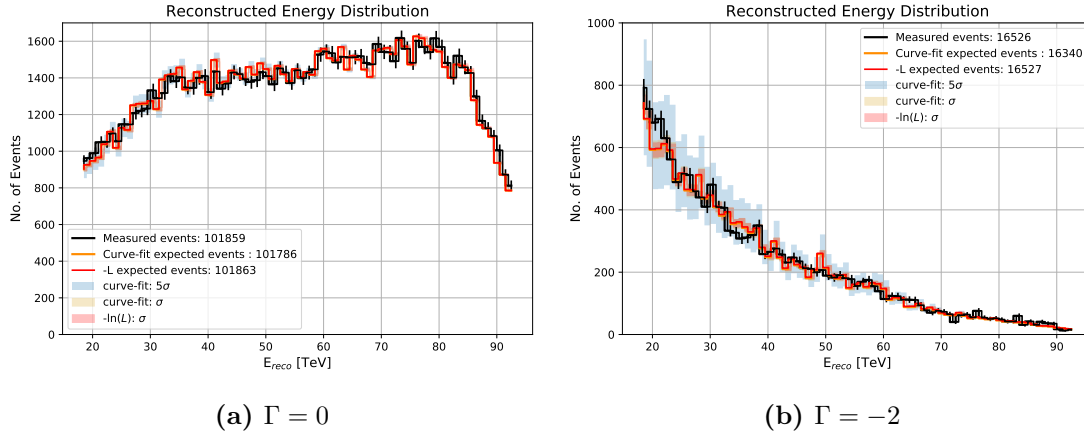 Reconstructed Energy Distribution
No. of Events
1600
1400
1200
1000
800
600
400
200
0
Measured events: 101859
Curve-fit expected events : 101786
-L expected events: 101863
curve-fit: 5σ
curve-fit: σ
-ln(L): σ
20 30 40 50 60 70 80 90
E_reco [TeV]
(a) Γ = 0
Reconstructed Energy Distribution
No. of Events
1000
800
600
400
200
0
Measured events: 16526
Curve-fit expected events : 16340
-L expected events: 16527
curve-fit: 5σ
curve-fit: σ
-ln(L): σ
20 30 40 50 60 70 80 90
E_reco [TeV]
(b) Γ = −2